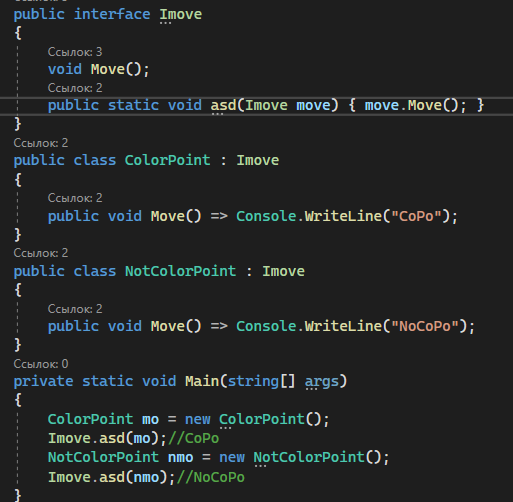 public interface Imove
{
Ссылок: 3
void Move();
Ссылок: 2
public static void asd(Imove move) { move.Move(); }
}
Ссылок: 2
public class ColorPoint : Imove
{
Ссылок: 2
public void Move() => Console.WriteLine("CoPo");
}
Ссылок: 2
public class NotColorPoint : Imove
{
Ссылок: 2
public void Move() => Console.WriteLine("NoCoPo");
}
Ссылок: 0
private static void Main(string[] args)
{
ColorPoint mo = new ColorPoint();
Imove.asd(mo);//CoPo
NotColorPoint nmo = new NotColorPoint();
Imove.asd(nmo);//NoCoPo
}